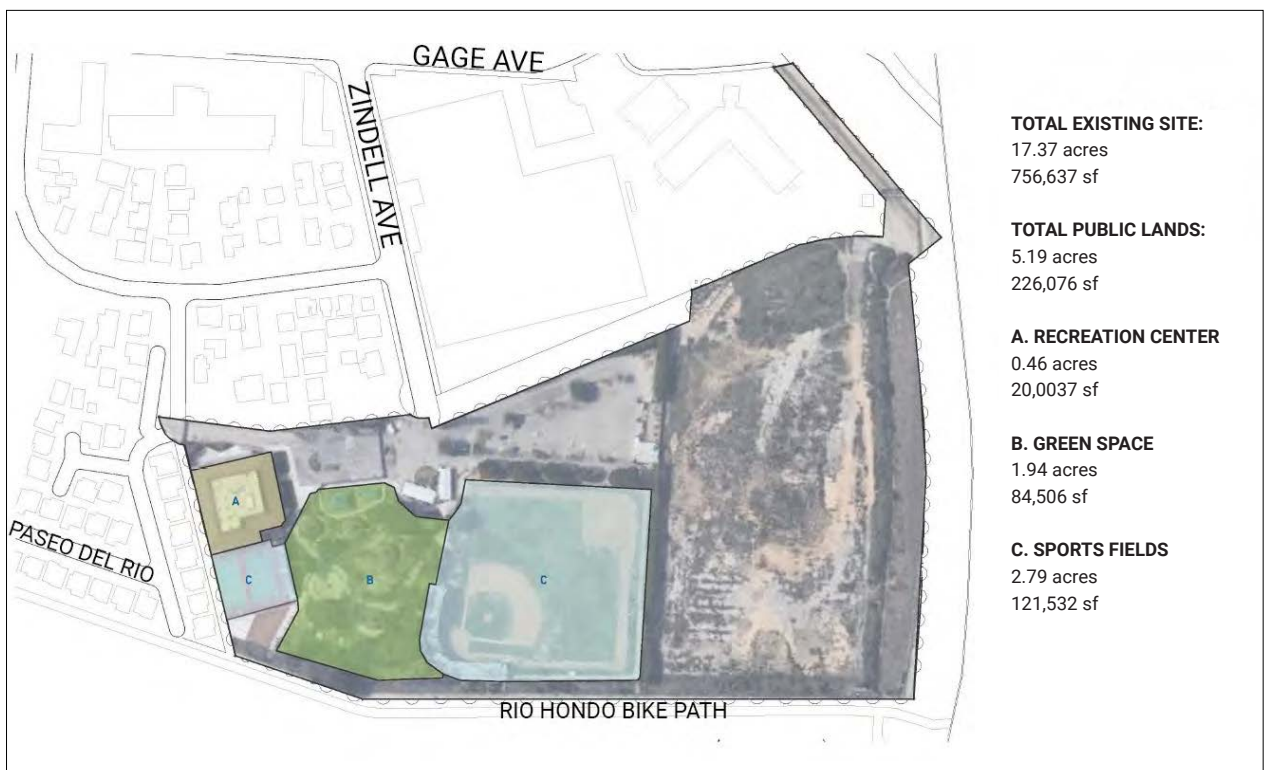 GAGE AVE
ZINDELL AVE
PASEO DEL RIO
RIO HONDO BIKE PATH
A
C
B
C
TOTAL EXISTING SITE:
17.37 acres
756,637 sf
TOTAL PUBLIC LANDS:
5.19 acres
226,076 sf
A. RECREATION CENTER
0.46 acres
20,0037 sf
B. GREEN SPACE
1.94 acres
84,506 sf
C. SPORTS FIELDS
2.79 acres
121,532 sf